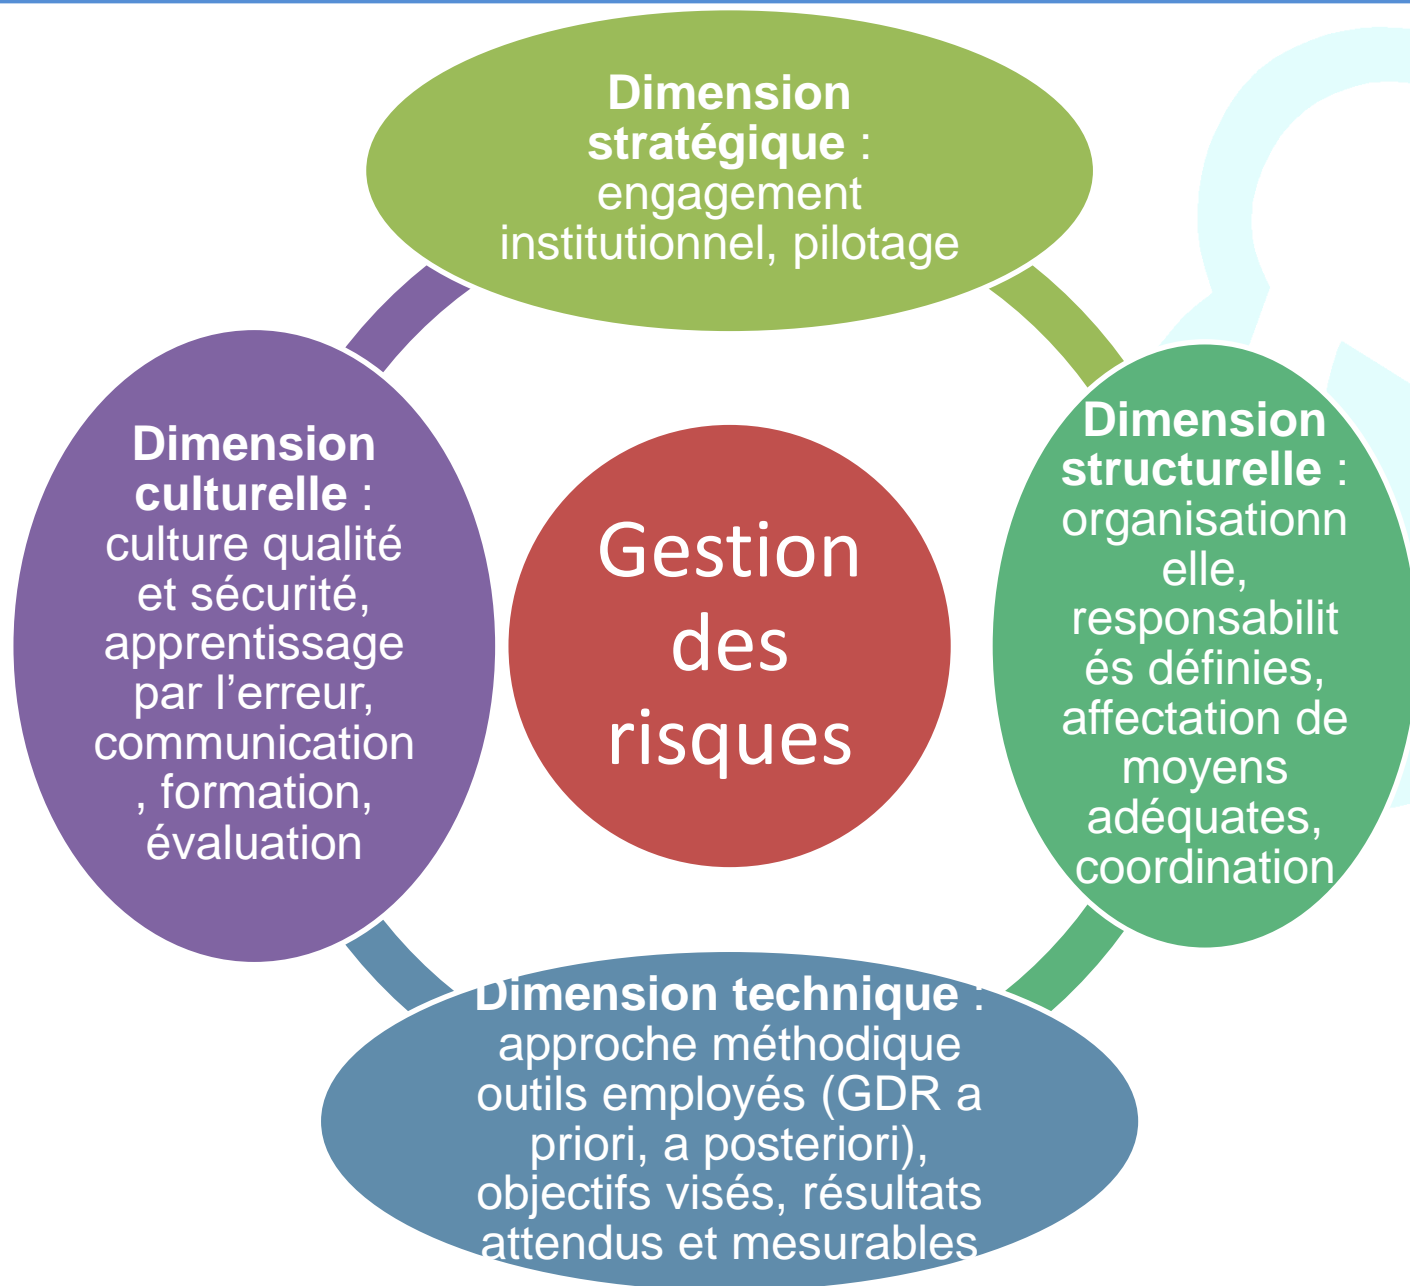 Dimension
stratégique :
engagement
institutionnel, pilotage
Dimension
culturelle :
culture qualité
et sécurité,
apprentissage
par l’erreur,
communication
, formation,
évaluation
Gestion
des
risques
Dimension
structurelle :
organisationn
elle,
responsabilit
és définies,
affectation de
moyens
adéquates,
coordination
Dimension technique :
approche méthodique
outils employés (GDR a
priori, a posteriori),
objectifs visés, résultats
attendus et mesurables